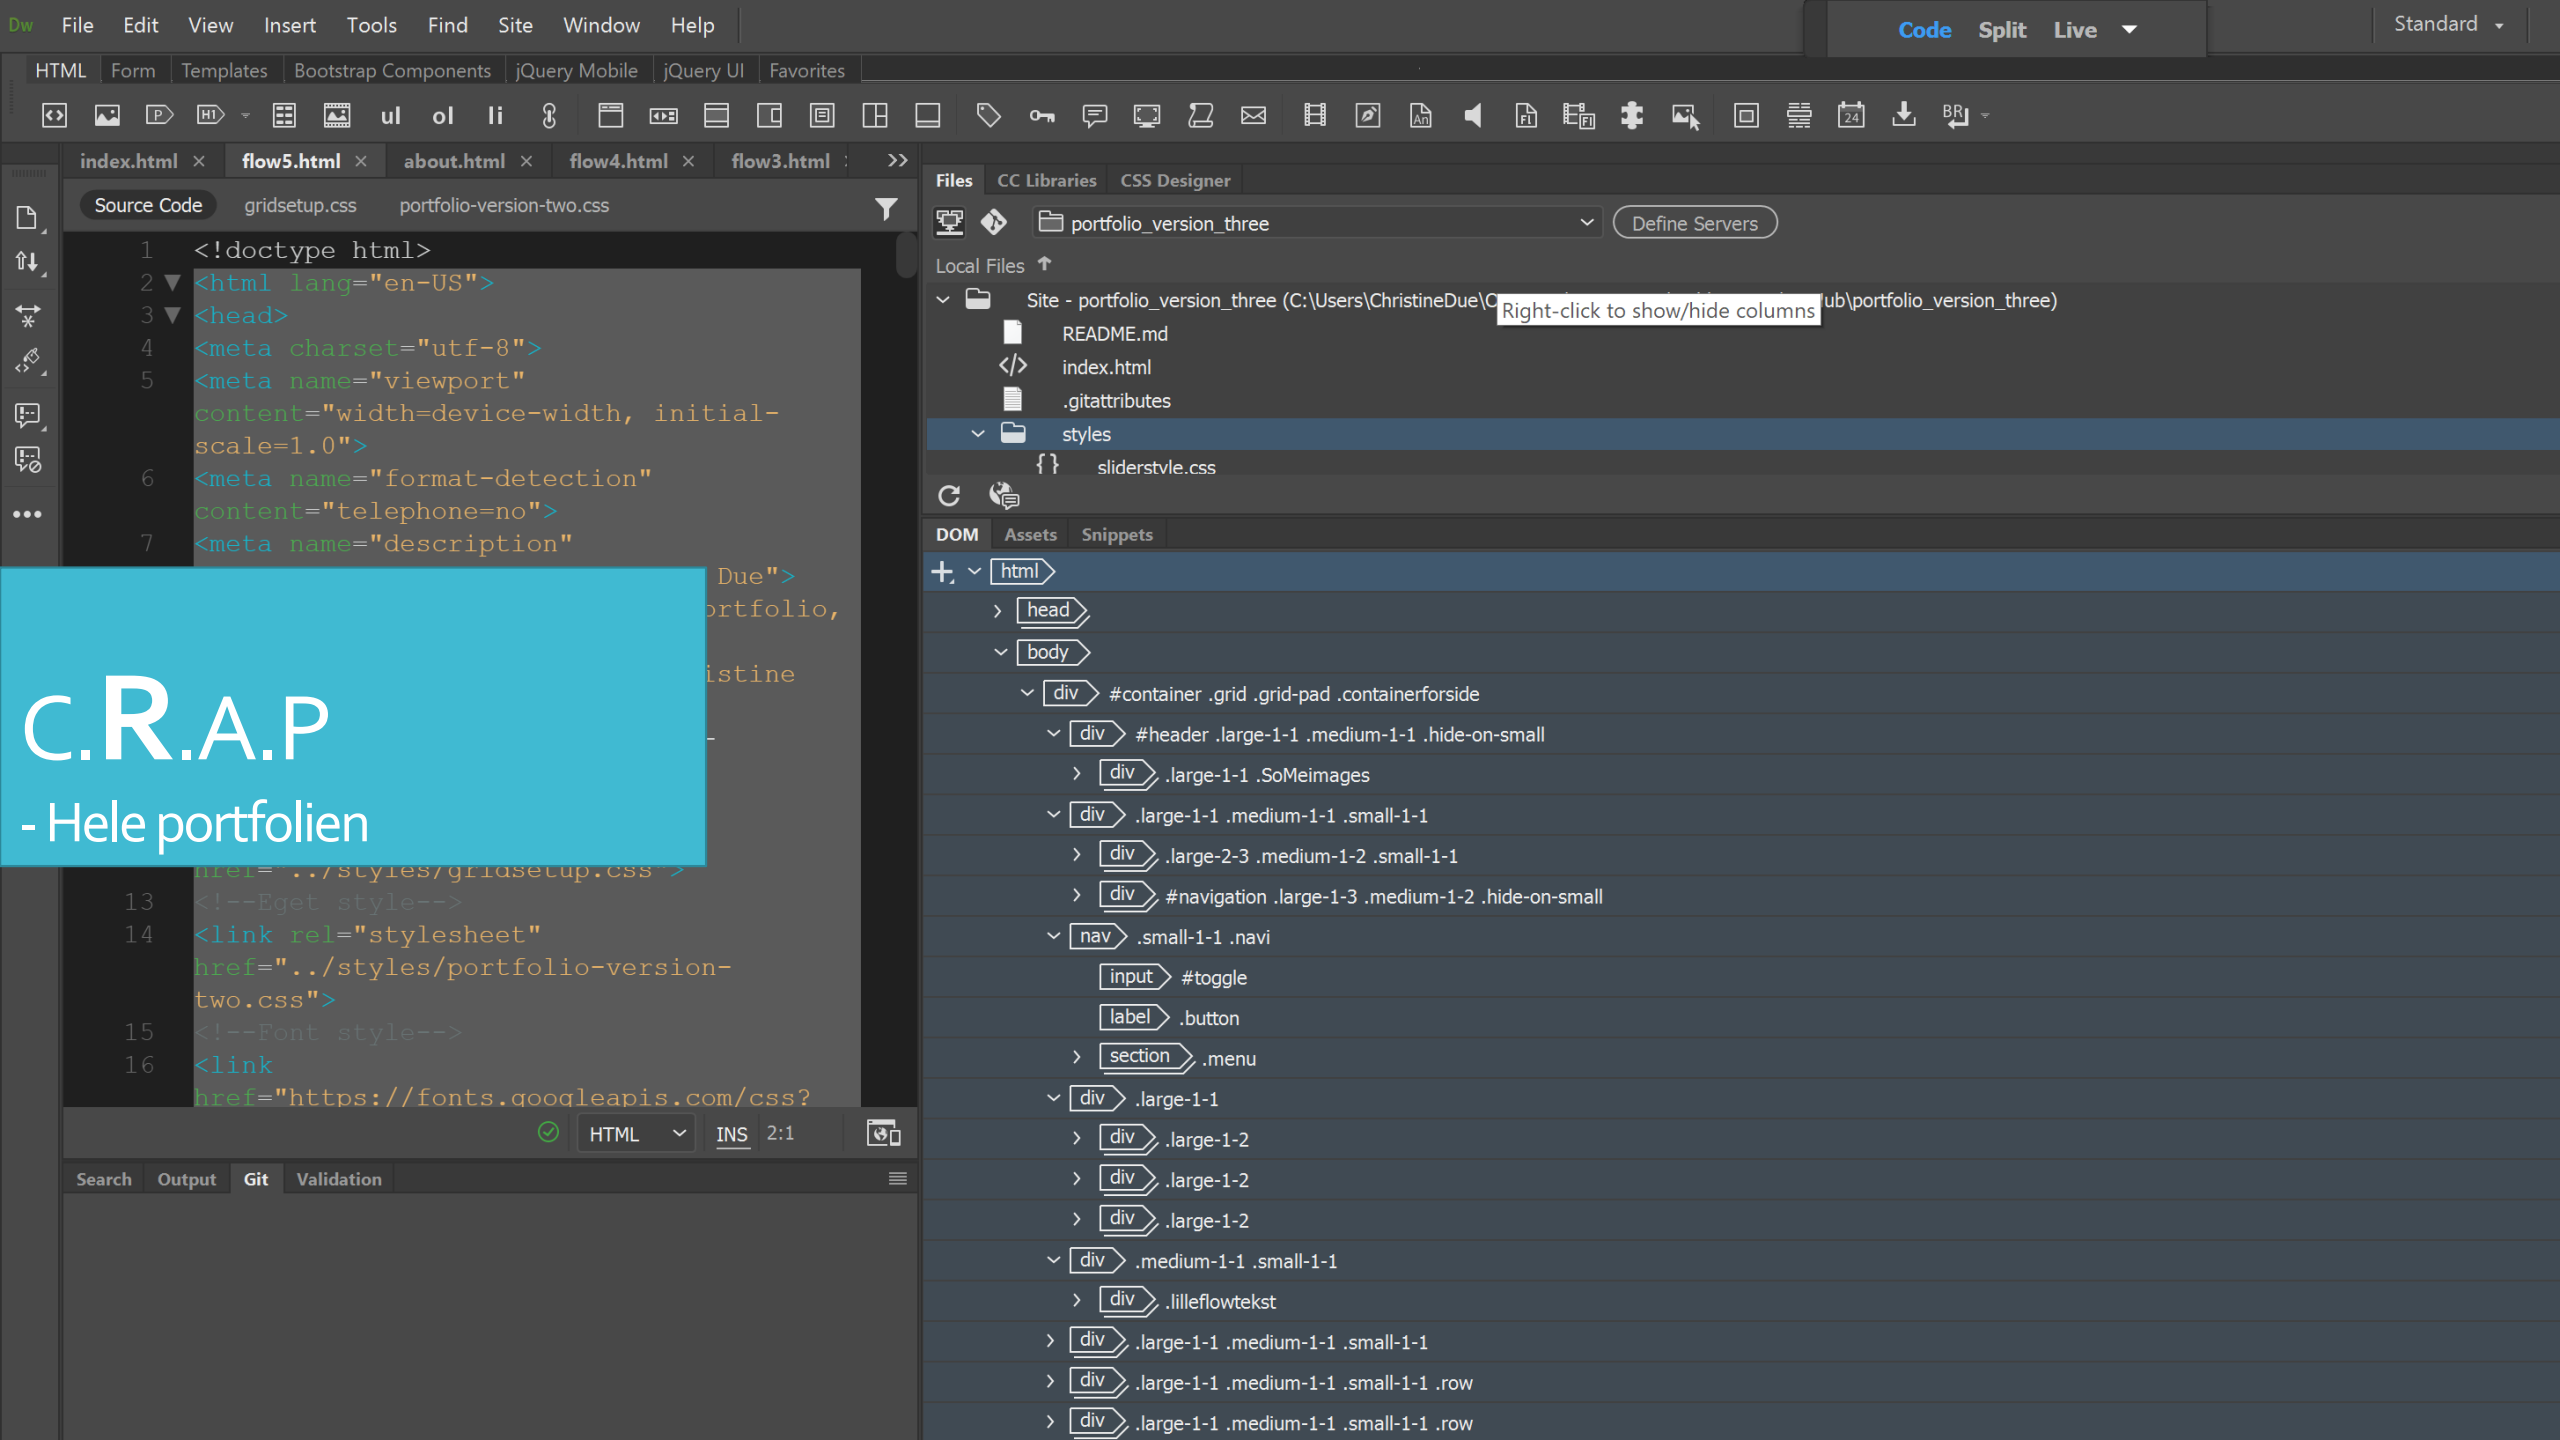 Dw File Edit View Insert Tools Find Site Window Help
Code Split Live
Standard
HTML Form Templates Bootstrap Components jQuery Mobile jQuery UI Favorites
P H1 ul ol li An Fl Fl 24 BR
index.html × flow5.html × about.html × flow4.html × flow3.html
Source Code gridsetup.css portfolio-version-two.css
1 <!doctype html>
2 <html lang="en-US">
3 <head>
4 <meta charset="utf-8">
5 <meta name="viewport"
content="width=device-width, initial-
scale=1.0">
6 <meta name="format-detection"
content="telephone=no">
7 <meta name="description"
Due">
ortfolio,
istine
-
C.R.A.P
- Hele portfolien
href="../styles/gridsetup.css">
13 <!--Eget style-->
14 <link rel="stylesheet"
href="../styles/portfolio-version-
two.css">
15 <!--Font style-->
16 <link
href="https://fonts.googleapis.com/css?
HTML INS 2:1
Search Output Git Validation
Files CC Libraries CSS Designer
portfolio_version_three Define Servers
Local Files
Site - portfolio_version_three (C:\Users\ChristineDue\ ub\portfolio_version_three)
Right-click to show/hide columns
README.md
</> index.html
.gitattributes
styles
{} sliderstyle.css
DOM Assets Snippets
html
head
body
div #container .grid .grid-pad .containerforside
div #header .large-1-1 .medium-1-1 .hide-on-small
div .large-1-1 .SoMeimages
div .large-1-1 .medium-1-1 .small-1-1
div .large-2-3 .medium-1-2 .small-1-1
div #navigation .large-1-3 .medium-1-2 .hide-on-small
nav .small-1-1 .navi
input #toggle
label .button
section .menu
div .large-1-1
div .large-1-2
div .large-1-2
div .large-1-2
div .medium-1-1 .small-1-1
div .lilleflowtekst
div .large-1-1 .medium-1-1 .small-1-1
div .large-1-1 .medium-1-1 .small-1-1 .row
div .large-1-1 .medium-1-1 .small-1-1 .row